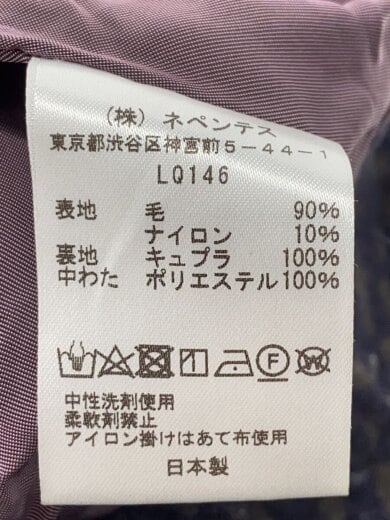 (株) ネペンテス
東京都渋谷区神宮前5-44-1
LQ146
表地 毛 90%
ナイロン 10%
裏地 キュプラ 100%
中わた ポリエステル 100%
中性洗剤使用
柔軟剤禁止
アイロン掛けはあて布使用
日本製